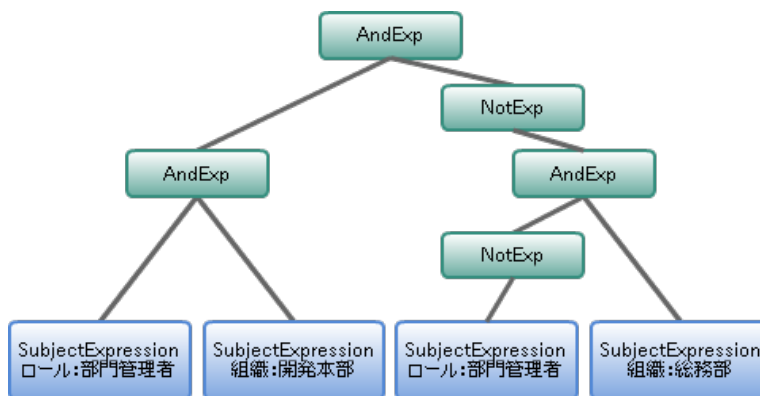 AndExp
NotExp
AndExp
AndExp
NotExp
SubjectExpression
ロール:部門管理者
SubjectExpression
組織:開発本部
SubjectExpression
ロール:部門管理者
SubjectExpression
組織:総務部